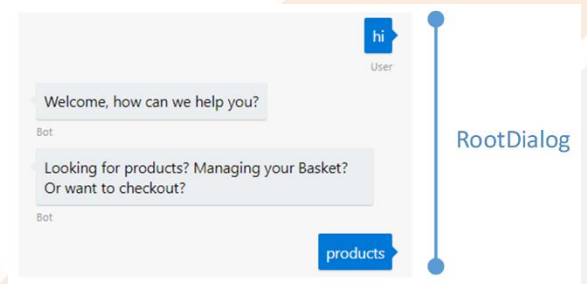 hi
User
Welcome, how can we help you?
Bot
Looking for products? Managing your Basket?
Or want to checkout?
Bot
products
RootDialog